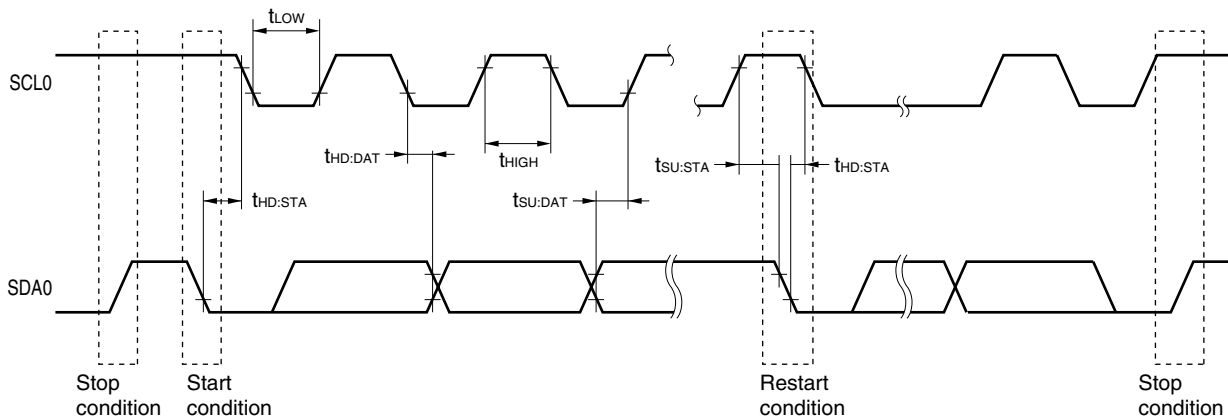 tLOW
SCL0
tHD:DAT
tHIGH
tSU:STA
tHD:STA
tHD:STA
tSU:DAT
SDA0
Stop
condition
Start
condition
Restart
condition
Stop
condition